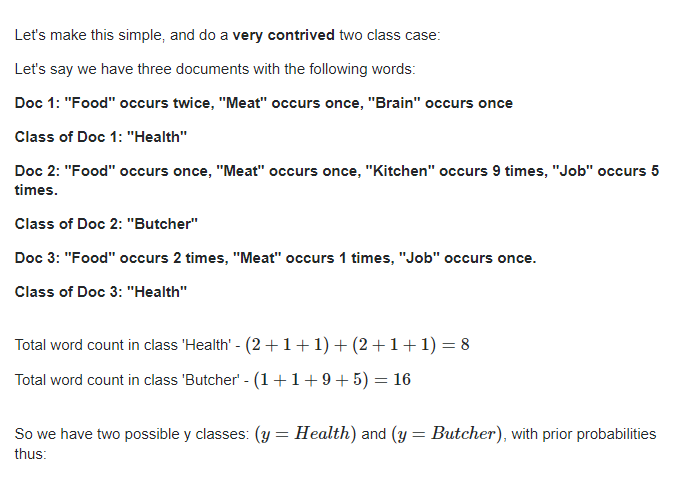 Let's make this simple, and do a very contrived two class case:
Let's say we have three documents with the following words:
Doc 1: "Food" occurs twice, "Meat" occurs once, "Brain" occurs once
Class of Doc 1: "Health"
Doc 2: "Food" occurs once, "Meat" occurs once, "Kitchen" occurs 9 times, "Job" occurs 5
times.
Class of Doc 2: "Butcher"
Doc 3: "Food" occurs 2 times, "Meat" occurs 1 times, "Job" occurs once.
Class of Doc 3: "Health"
Total word count in class 'Health' - (2 + 1 + 1) + (2 + 1 + 1) = 8
Total word count in class 'Butcher' - (1 + 1 + 9 + 5) = 16
So we have two possible y classes: (y = Health) and (y = Butcher), with prior probabilities
thus: